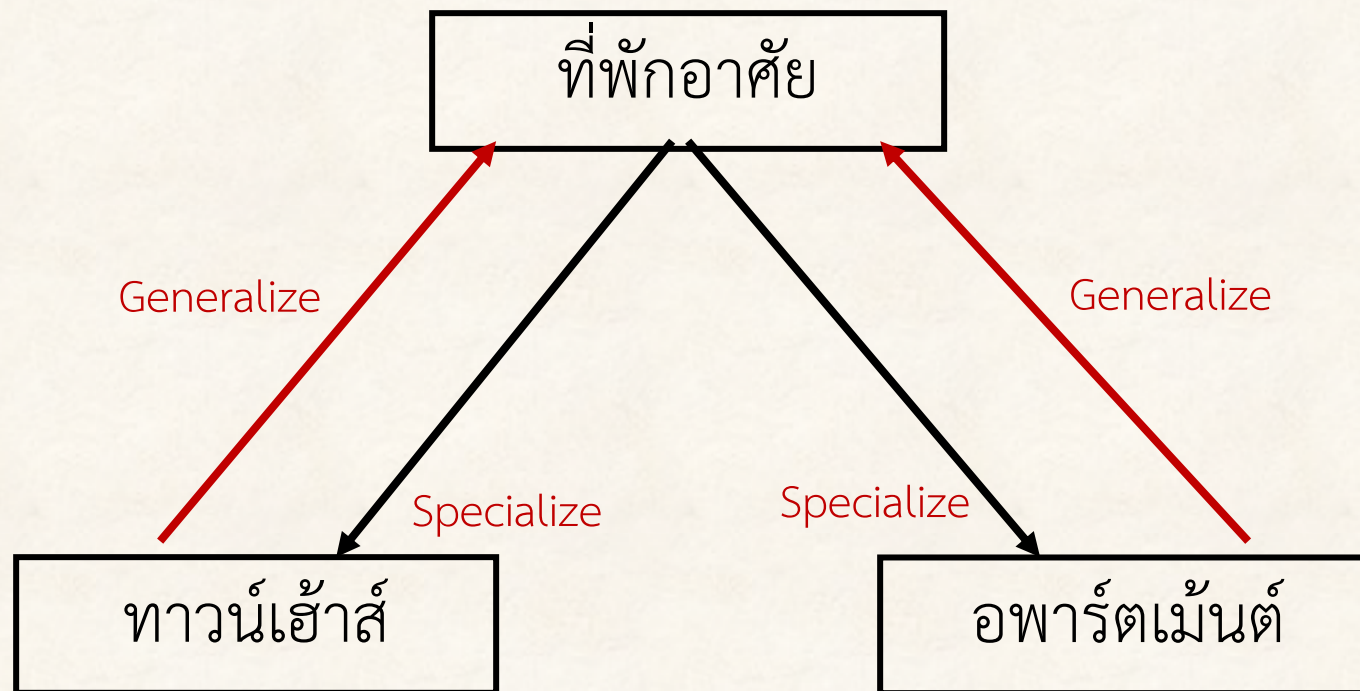 ที่พักอาศัย
Generalize
Generalize
Specialize
Specialize
ทาวน์เฮ้าส์
อพาร์ตเม้นต์